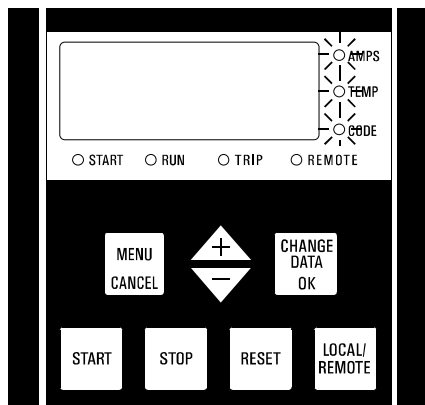 AMPS
TEMP
CODE
START RUN TRIP REMOTE
MENU
CANCEL
+
−
CHANGE
DATA
OK
START
STOP
RESET
LOCAL/
REMOTE